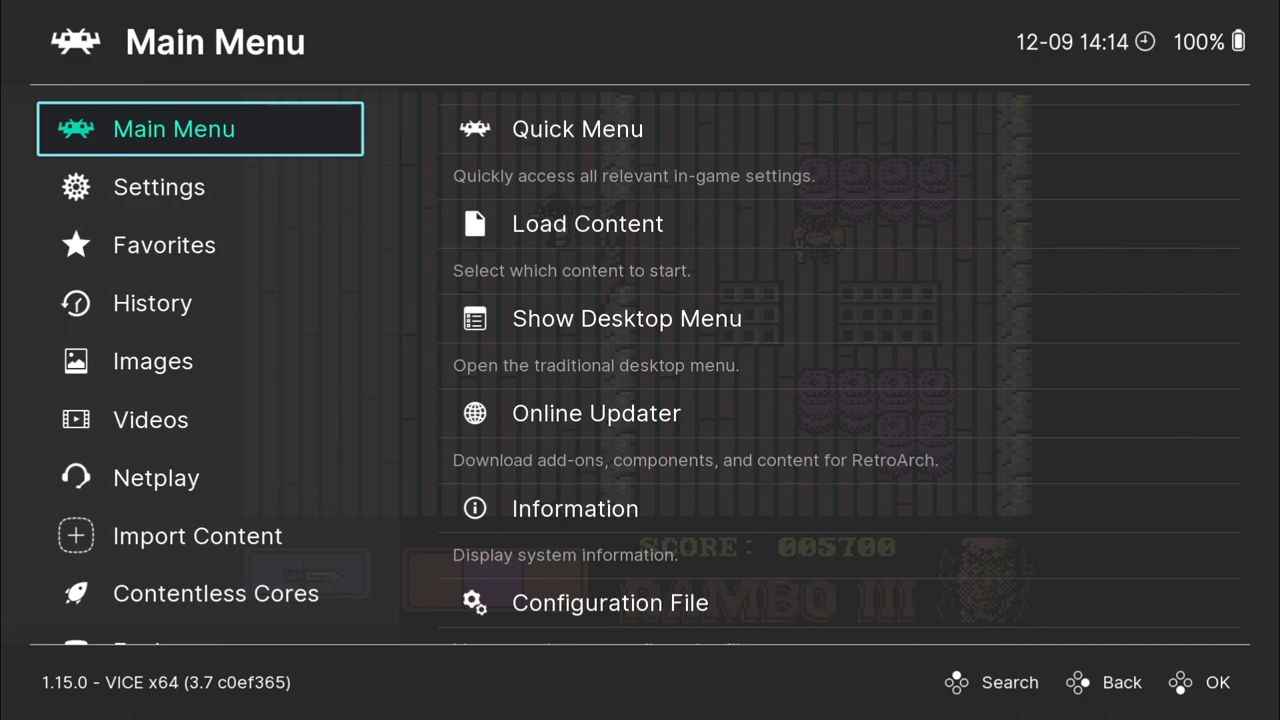 Main Menu
12-09 14:14 100%
Main Menu
Settings
Favorites
History
Images
Videos
Netplay
Import Content
Contentless Cores
Quick Menu
Quickly access all relevant in-game settings.
Load Content
Select which content to start.
Show Desktop Menu
Open the traditional desktop menu.
Online Updater
Download add-ons, components, and content for RetroArch.
Information
Display system information.
Configuration File
SCORE: 005700
RAMBO III
1.15.0 - VICE x64 (3.7 c0ef365)
Search Back OK